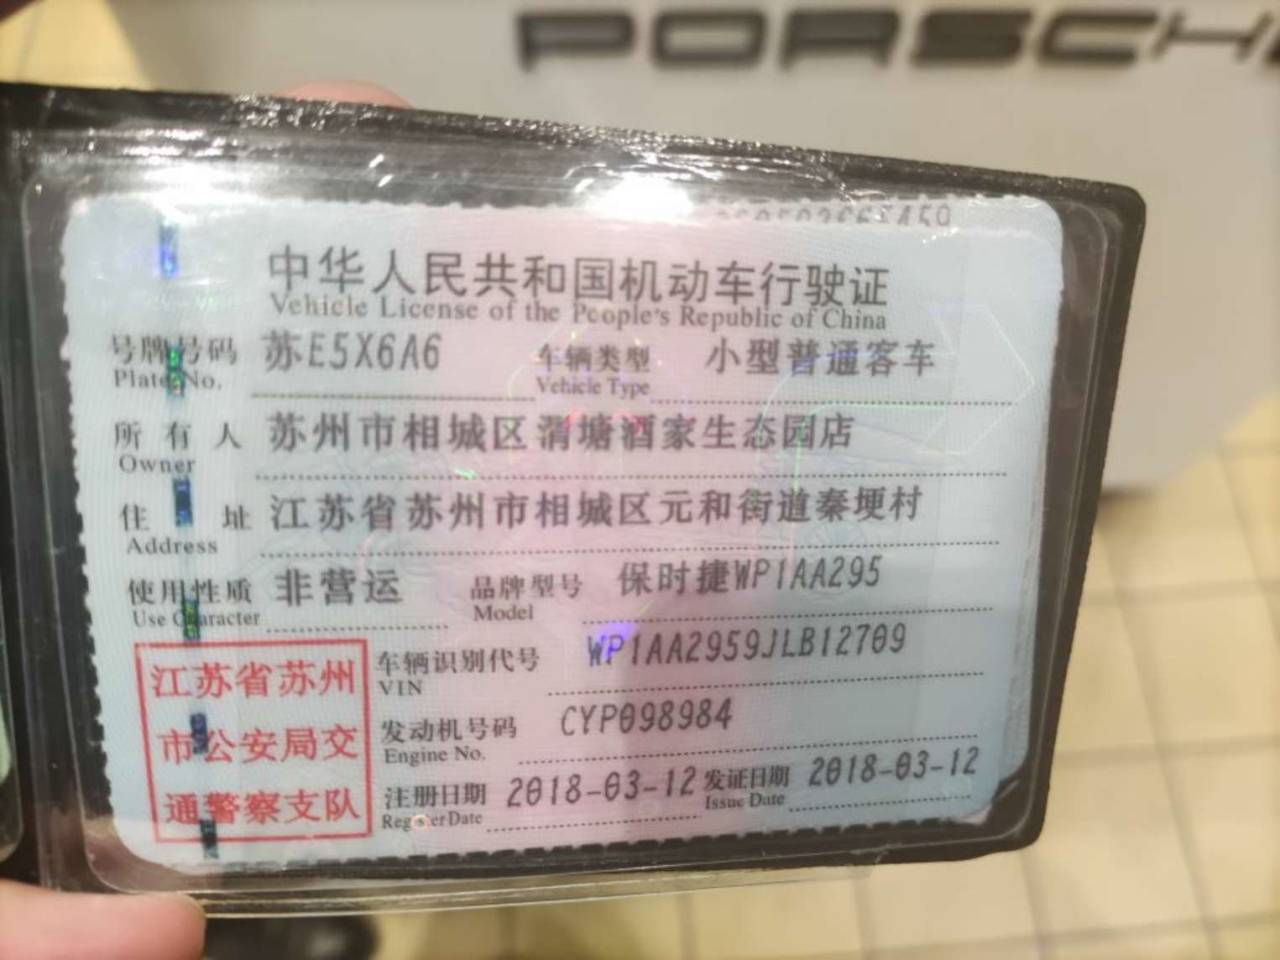 PORSCHE
中华人民共和国机动车行驶证
Vehicle License of the People's Republic of China
号牌号码 苏E5X6A6 车辆类型 小型普通客车
Plate No. Vehicle Type
所有人 苏州市相城区渭塘酒家生态园店
Owner
住址 江苏省苏州市相城区元和街道秦埂村
Address
使用性质 非营运 品牌型号 保时捷WP1AA295
Use Character Model
车辆识别代号 WP1AA2959JLB12709
VIN
发动机号码 CYP098984
Engine No.
注册日期 2018-03-12 发证日期 2018-03-12
Register Date Issue Date
江苏省苏州
市公安局交
通警察支队